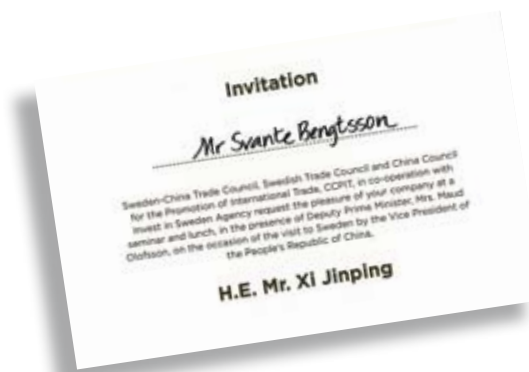 Invitation
Mr Svante Bengtsson
Sweden-China Trade Council, Swedish Trade Council and China Council
for the Promotion of International Trade, CCPIT, in co-operation with
Invest in Sweden Agency request the pleasure of your company at a
seminar and lunch, in the presence of Deputy Prime Minister, Mrs. Maud
Olofsson, on the occasion of the visit to Sweden by the Vice President of
the People's Republic of China,
H.E. Mr. Xi Jinping